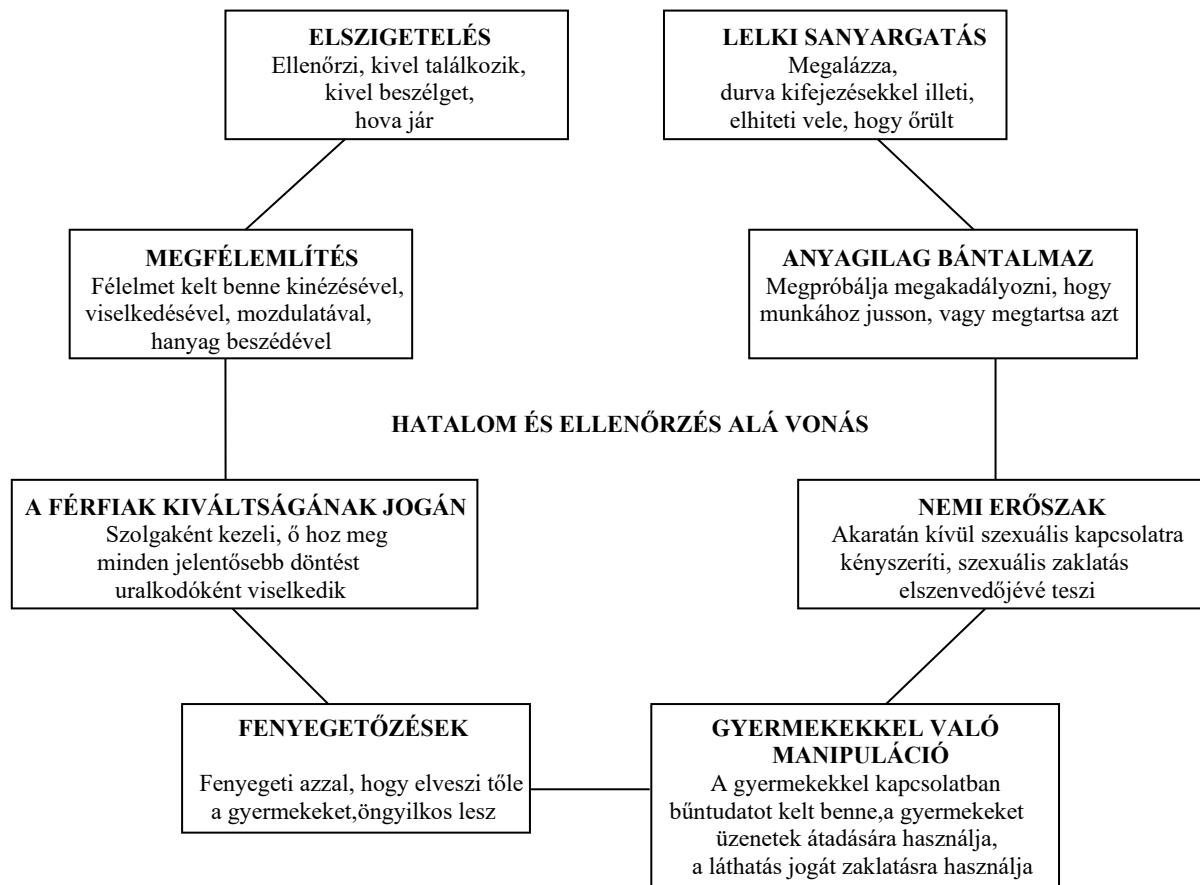 ELSZIGETELÉS
Ellenőrzi, kivel találkozik,
kivel beszélget,
hova jár
LELKI SANYARGATÁS
Megalázza,
durva kifejezésekkel illeti,
elhiteti vele, hogy őrült
MEGFÉLEMLÍTÉS
Félelmet kelt benne kinézésével,
viselkedésével, mozdulatával,
hanyag beszédével
ANYAGILAG BÁNTALMAZ
Megpróbálja megakadályozni, hogy
munkához jusson, vagy megtartsa azt
HATALOM ÉS ELLENŐRZÉS ALÁ VONÁS
A FÉRFIAK KIVÁLTSÁGÁNAK JOGÁN
Szolgaként kezeli, ő hoz meg
minden jelentősebb döntést
uralkodóként viselkedik
NEMI ERŐSZAK
Akaratán kívül szexuális kapcsolatra
kényszeríti, szexuális zaklatás
elszenvedőjévé teszi
FENYEGETŐZÉSEK
Fenyegeti azzal, hogy elveszi tőle
a gyermekeket,öngyilkos lesz
GYERMEKEKKEL VALÓ
MANIPULÁCIÓ
A gyermekekkel kapcsolatban
bűntudatot kelt benne,a gyermekeket
üzenetek átadására használja,
a láthatás jogát zaklatásra használja